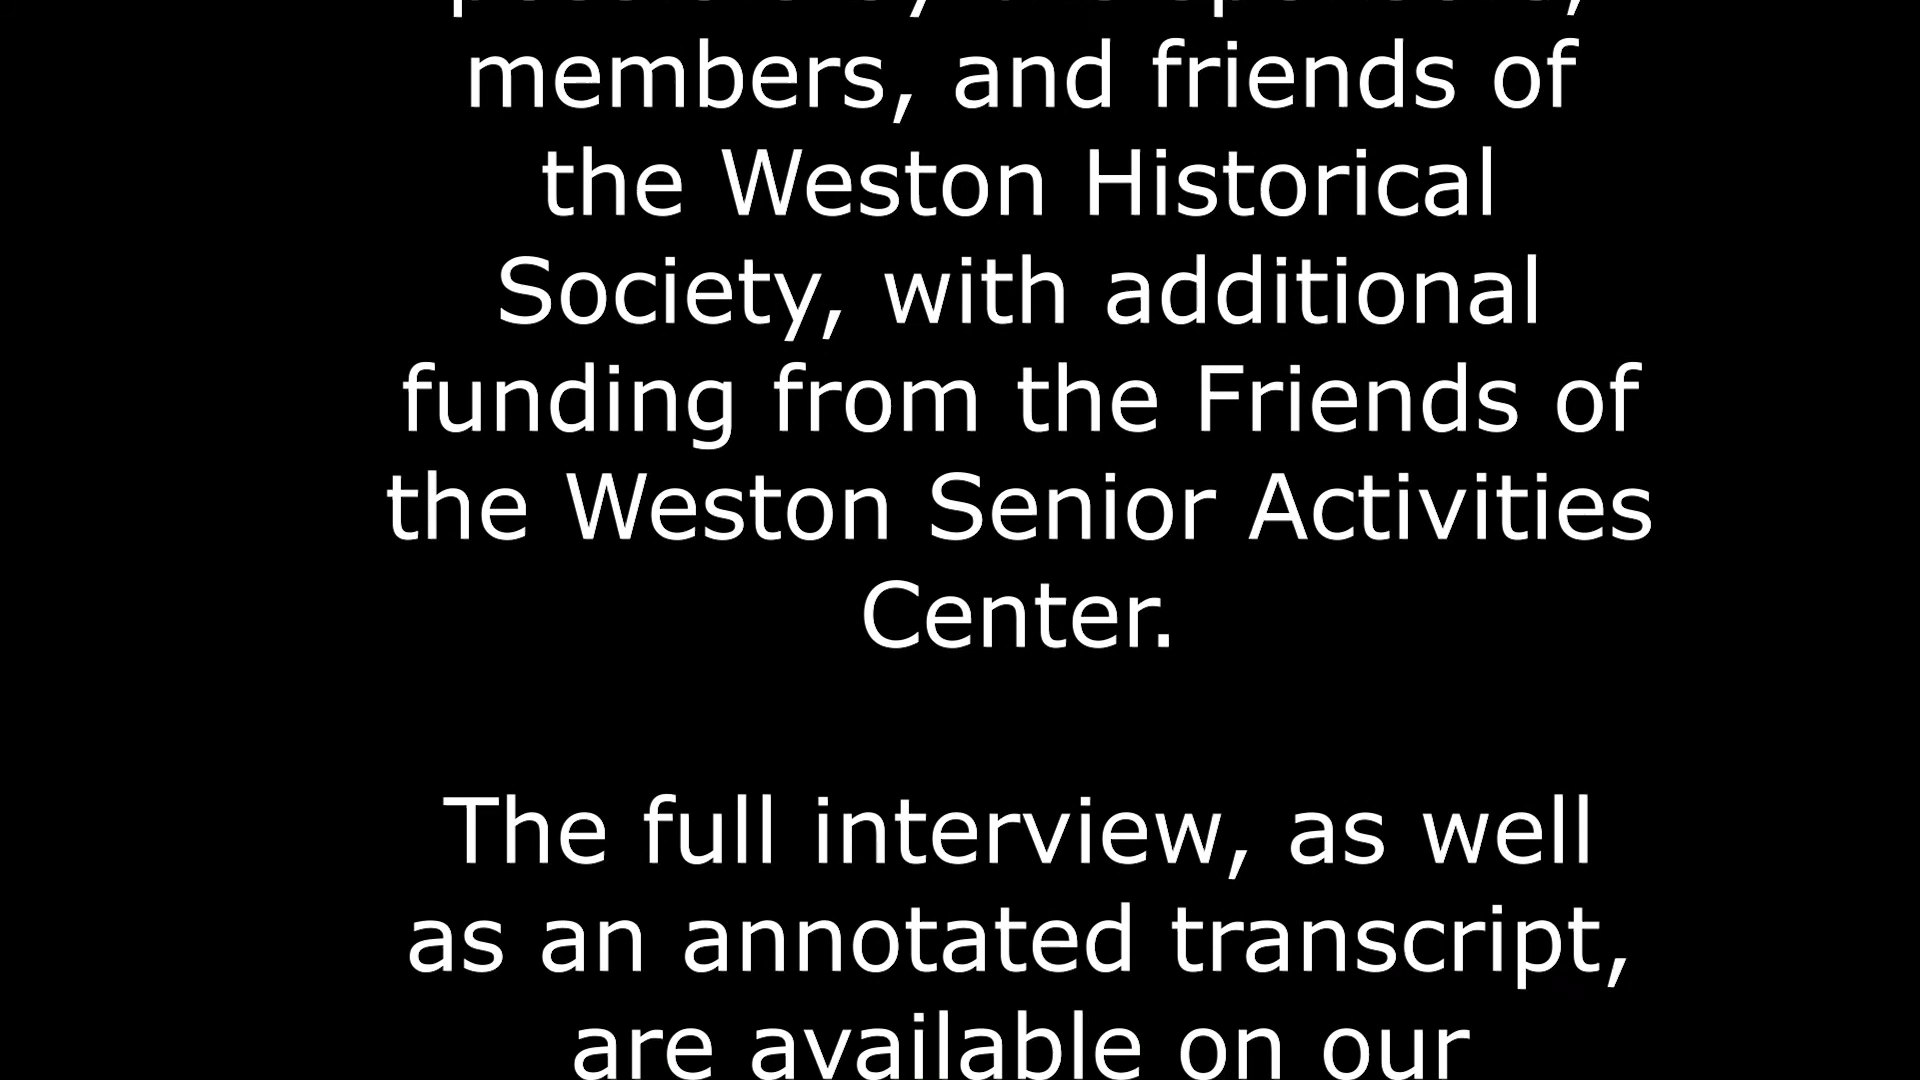 members, and friends of
the Weston Historical
Society, with additional
funding from the Friends of
the Weston Senior Activities
Center.
The full interview, as well
as an annotated transcript,
are available on our